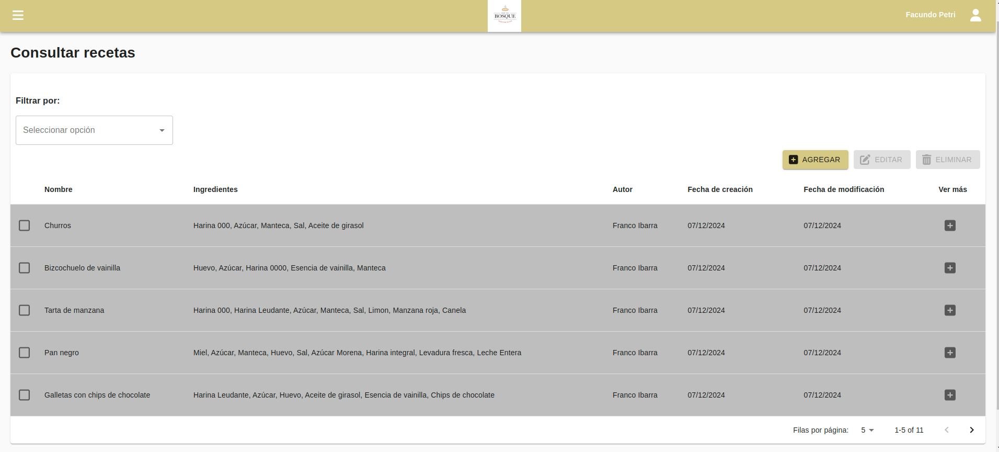 BOSQUE
Facundo Petri
Consultar recetas
Filtrar por:
Seleccionar opción
AGREGAR EDITAR ELIMINAR
Nombre Ingredientes Autor Fecha de creación Fecha de modificación Ver más
Churros Harina 000, Azúcar, Manteca, Sal, Aceite de girasol Franco Ibarra 07/12/2024 07/12/2024
Bizcochuelo de vainilla Huevo, Azúcar, Harina 0000, Esencia de vainilla, Manteca Franco Ibarra 07/12/2024 07/12/2024
Tarta de manzana Harina 000, Harina Leudante, Azúcar, Manteca, Sal, Limon, Manzana roja, Canela Franco Ibarra 07/12/2024 07/12/2024
Pan negro Miel, Azúcar, Manteca, Huevo, Sal, Azúcar Morena, Harina integral, Levadura fresca, Leche Entera Franco Ibarra 07/12/2024 07/12/2024
Galletas con chips de chocolate Harina Leudante, Azúcar, Huevo, Aceite de girasol, Esencia de vainilla, Chips de chocolate Franco Ibarra 07/12/2024 07/12/2024
Filas por página: 5 1-5 of 11